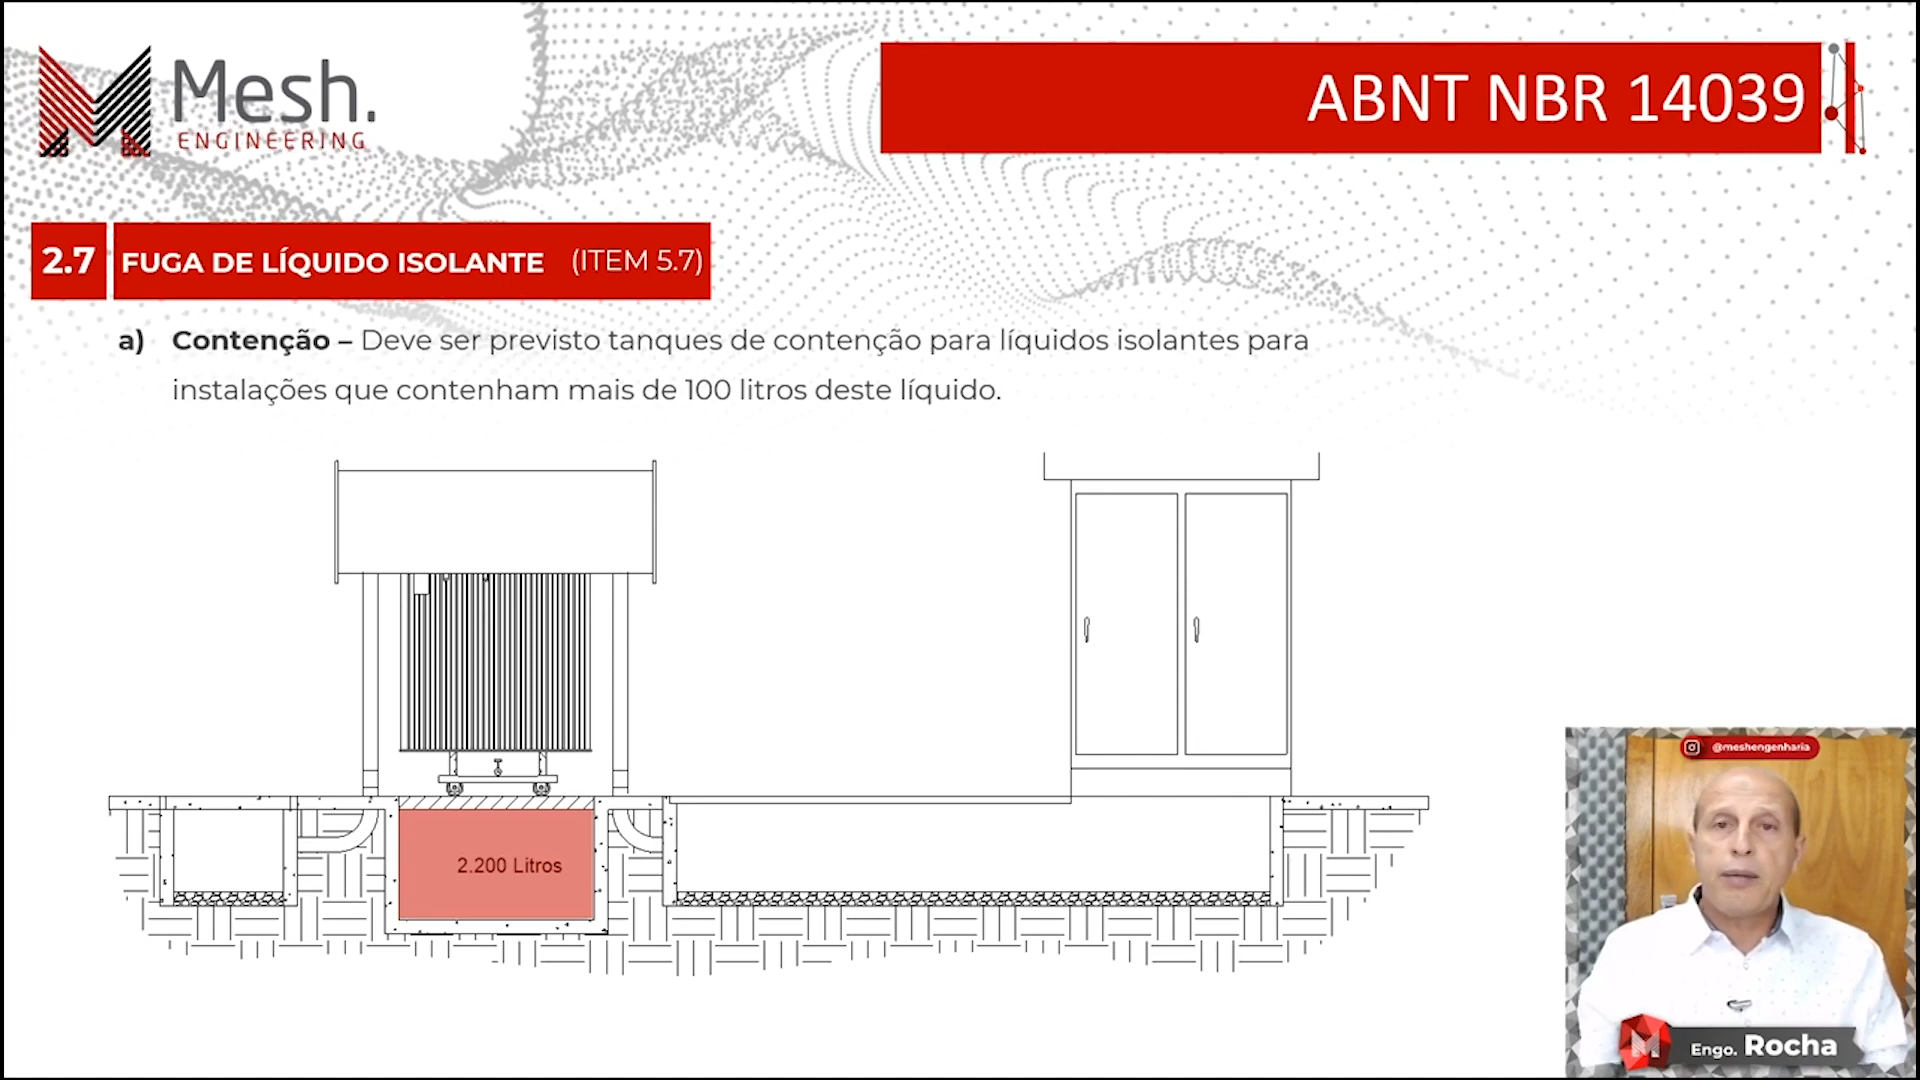 Mesh.
ENGINEERING
ABNT NBR 14039
2.7 FUGA DE LÍQUIDO ISOLANTE (ITEM 5.7)
a) Contenção – Deve ser previsto tanques de contenção para líquidos isolantes para
instalações que contenham mais de 100 litros deste líquido.
2.200 Litros
@meshengenharia
Engo. Rocha